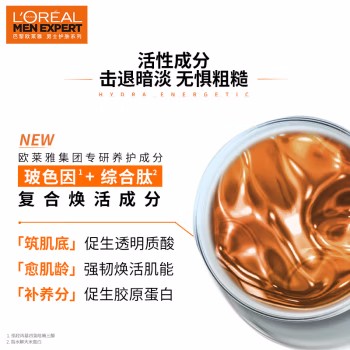 L'ORÉAL
MEN EXPERT
巴黎欧莱雅 男士护肤系列
活性成分
击退暗淡 无惧粗糙
HYDRA ENERGETIC
NEW
欧莱雅集团专研养护成分
玻色因¹+ 综合肽²
复合焕活成分
「筑肌底」 促生透明质酸
「愈肌龄」 强韧焕活肌能
「补养分」 促生胶原蛋白